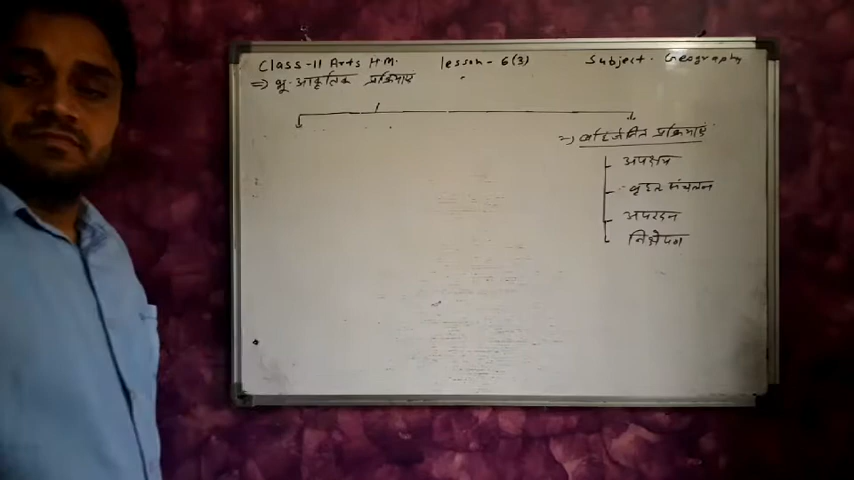 Class-11 Arts H.M. lesson - 6(3) Subject. Geography
=> भू-आकृतिक प्रक्रियाएं
=> बहिर्जनित प्रक्रियाएं
अपक्षय
वृहत संचलन
अपरदन
निक्षेपण